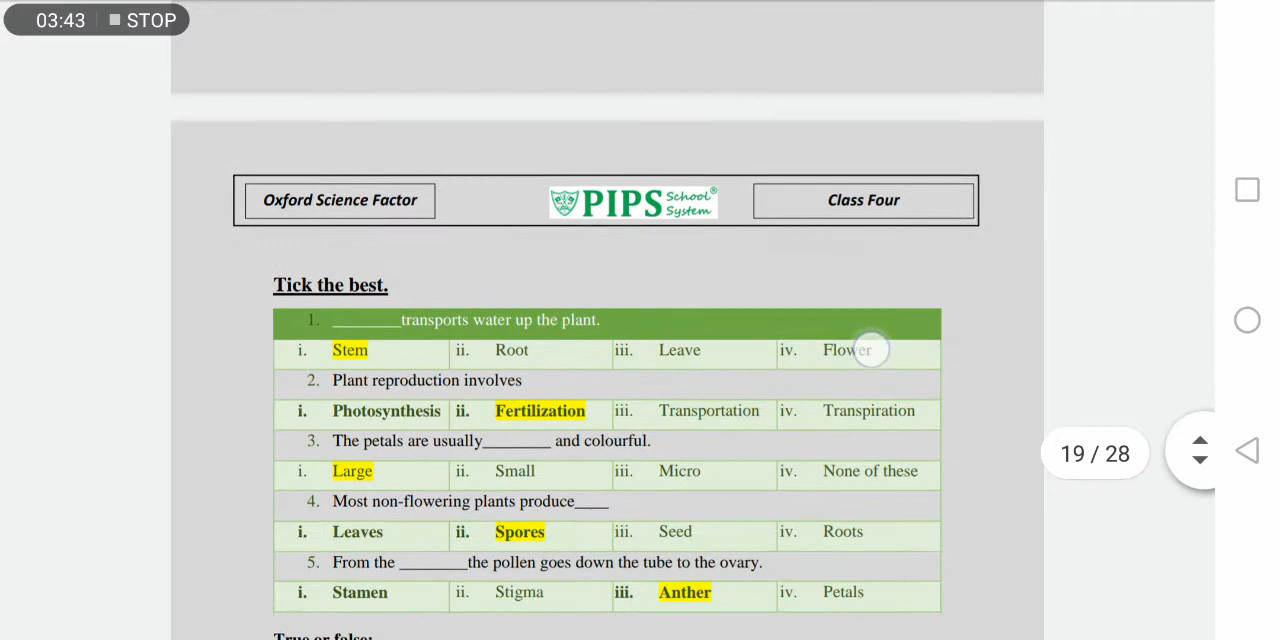 03:43 STOP
Oxford Science Factor PIPS School System® Class Four
Tick the best.
1. ________transports water up the plant.
i. Stem ii. Root iii. Leave iv. Flower
2. Plant reproduction involves
i. Photosynthesis ii. Fertilization iii. Transportation iv. Transpiration
3. The petals are usually________ and colourful.
i. Large ii. Small iii. Micro iv. None of these
4. Most non-flowering plants produce____
i. Leaves ii. Spores iii. Seed iv. Roots
19 / 28
5. From the ________the pollen goes down the tube to the ovary.
i. Stamen ii. Stigma iii. Anther iv. Petals
True or false: